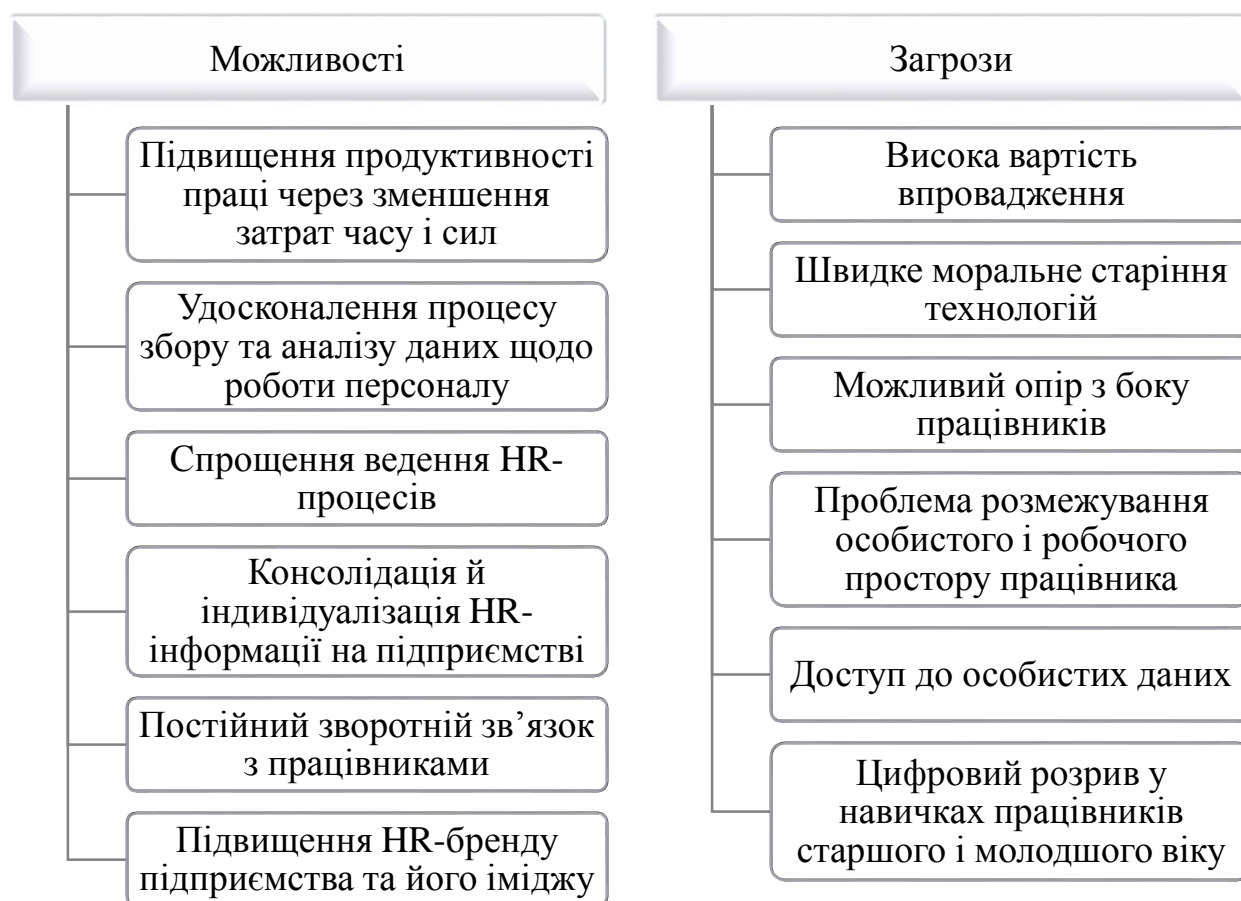 Можливості
Підвищення продуктивності
праці через зменшення
затрат часу і сил
Удосконалення процесу
збору та аналізу даних щодо
роботи персоналу
Спрощення ведення HR-
процесів
Консолідація й
індивідуалізація HR-
інформації на підприємстві
Постійний зворотній зв’язок
з працівниками
Підвищення HR-бренду
підприємства та його іміджу
Загрози
Висока вартість
впровадження
Швидке моральне старіння
технологій
Можливий опір з боку
працівників
Проблема розмежування
особистого і робочого
простору працівника
Доступ до особистих даних
Цифровий розрив у
навичках працівників
старшого і молодшого віку